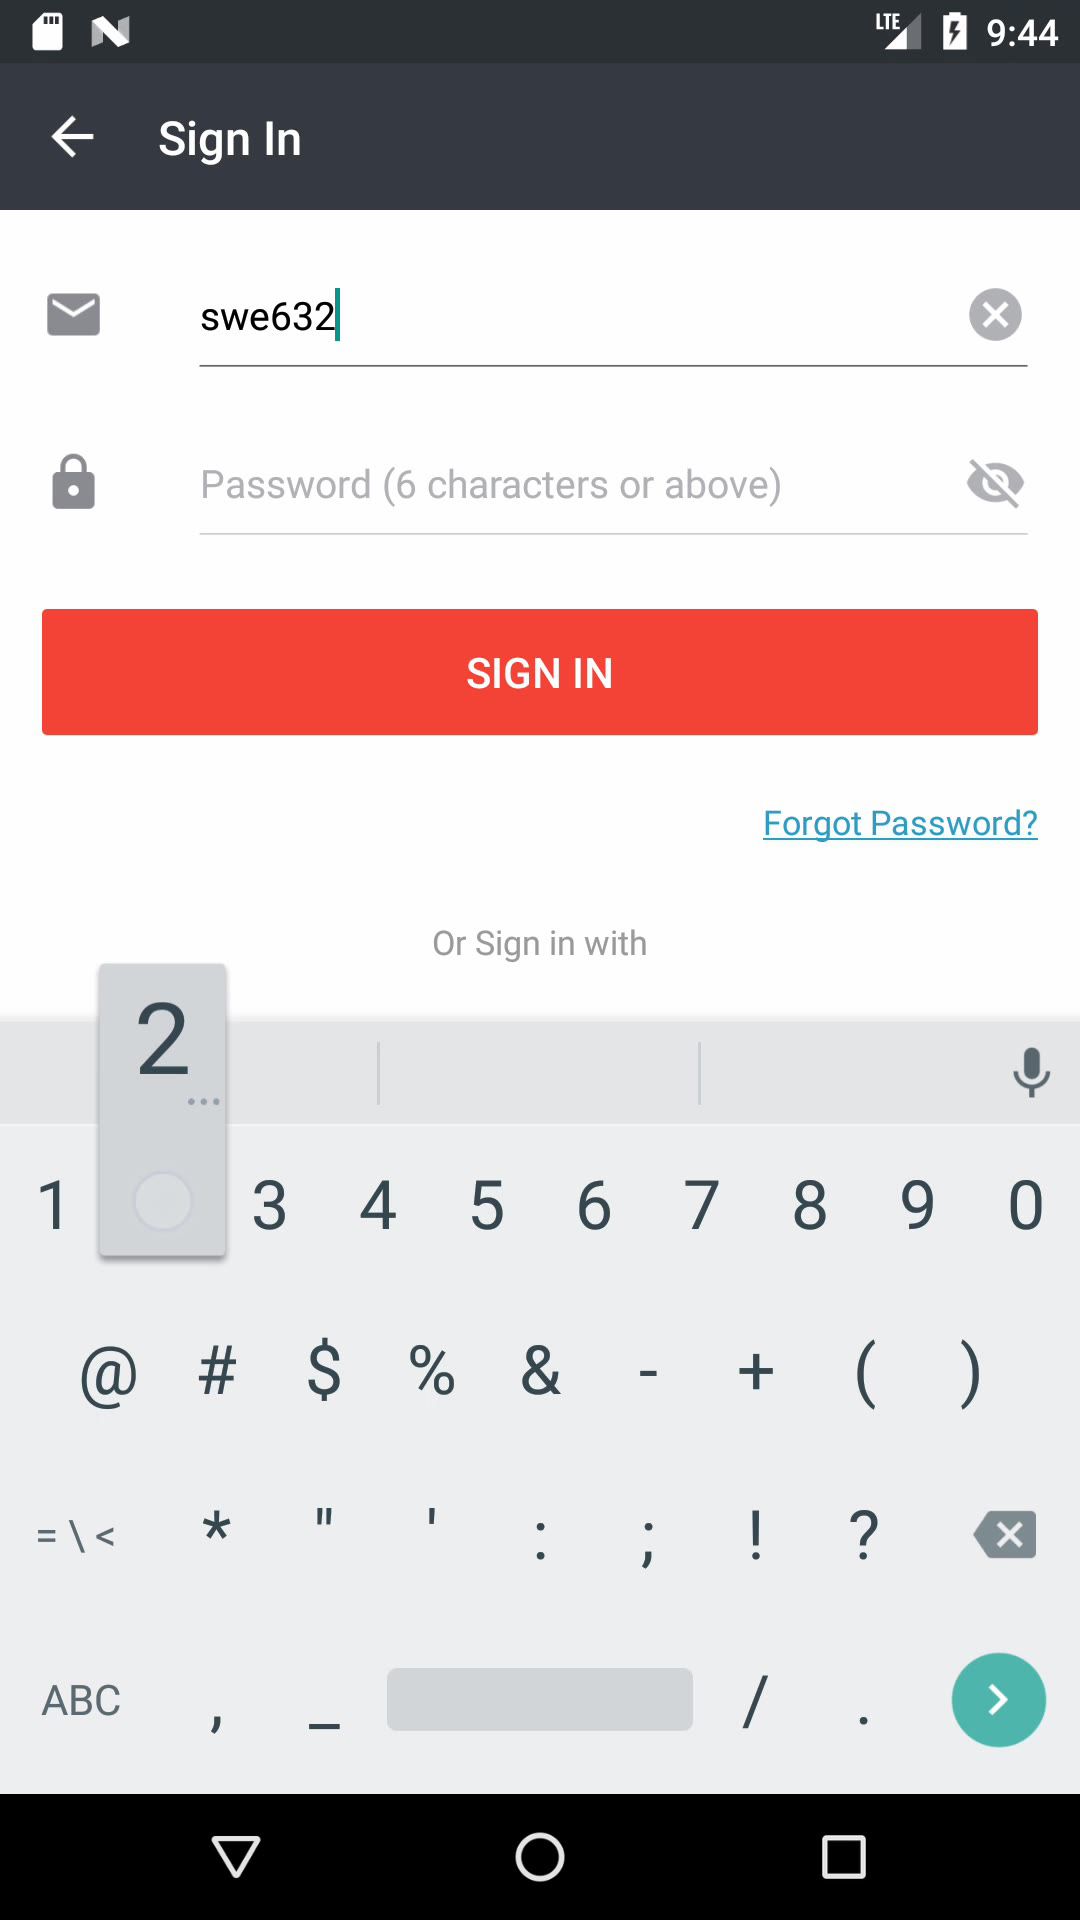 LTE 9:44
Sign In
swe632
Password (6 characters or above)
SIGN IN
Forgot Password?
Or Sign in with
2
...
1 3 4 5 6 7 8 9 0
@ # $ % & - + ( )
= \ < * " ' : ; ! ?
ABC , _ / .